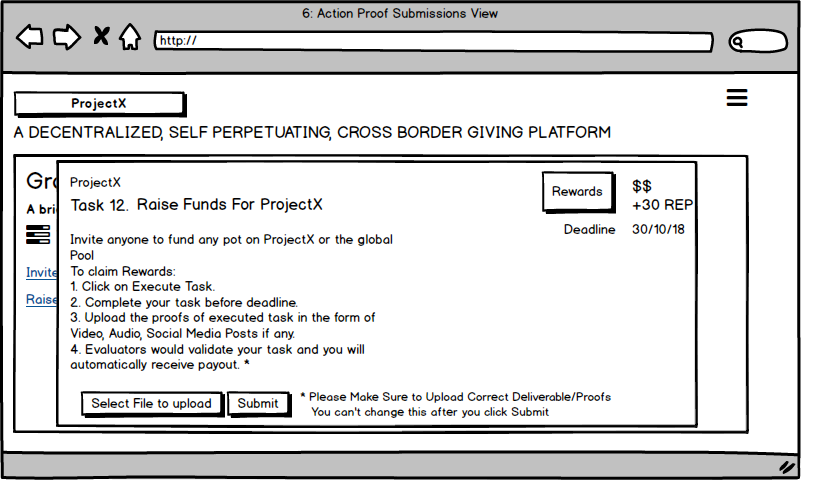 6: Action Proof Submissions View
http://
ProjectX
A DECENTRALIZED, SELF PERPETUATING, CROSS BORDER GIVING PLATFORM
Gr
A bri
Invite
Raise
ProjectX
Task 12. Raise Funds For ProjectX
Rewards
$$
+30 REP
Deadline 30/10/18
Invite anyone to fund any pot on ProjectX or the global
Pool
To claim Rewards:
1. Click on Execute Task.
2. Complete your task before deadline.
3. Upload the proofs of executed task in the form of
Video, Audio, Social Media Posts if any.
4. Evaluators would validate your task and you will
automatically receive payout. *
Select File to upload
Submit
* Please Make Sure to Upload Correct Deliverable/Proofs
You can't change this after you click Submit